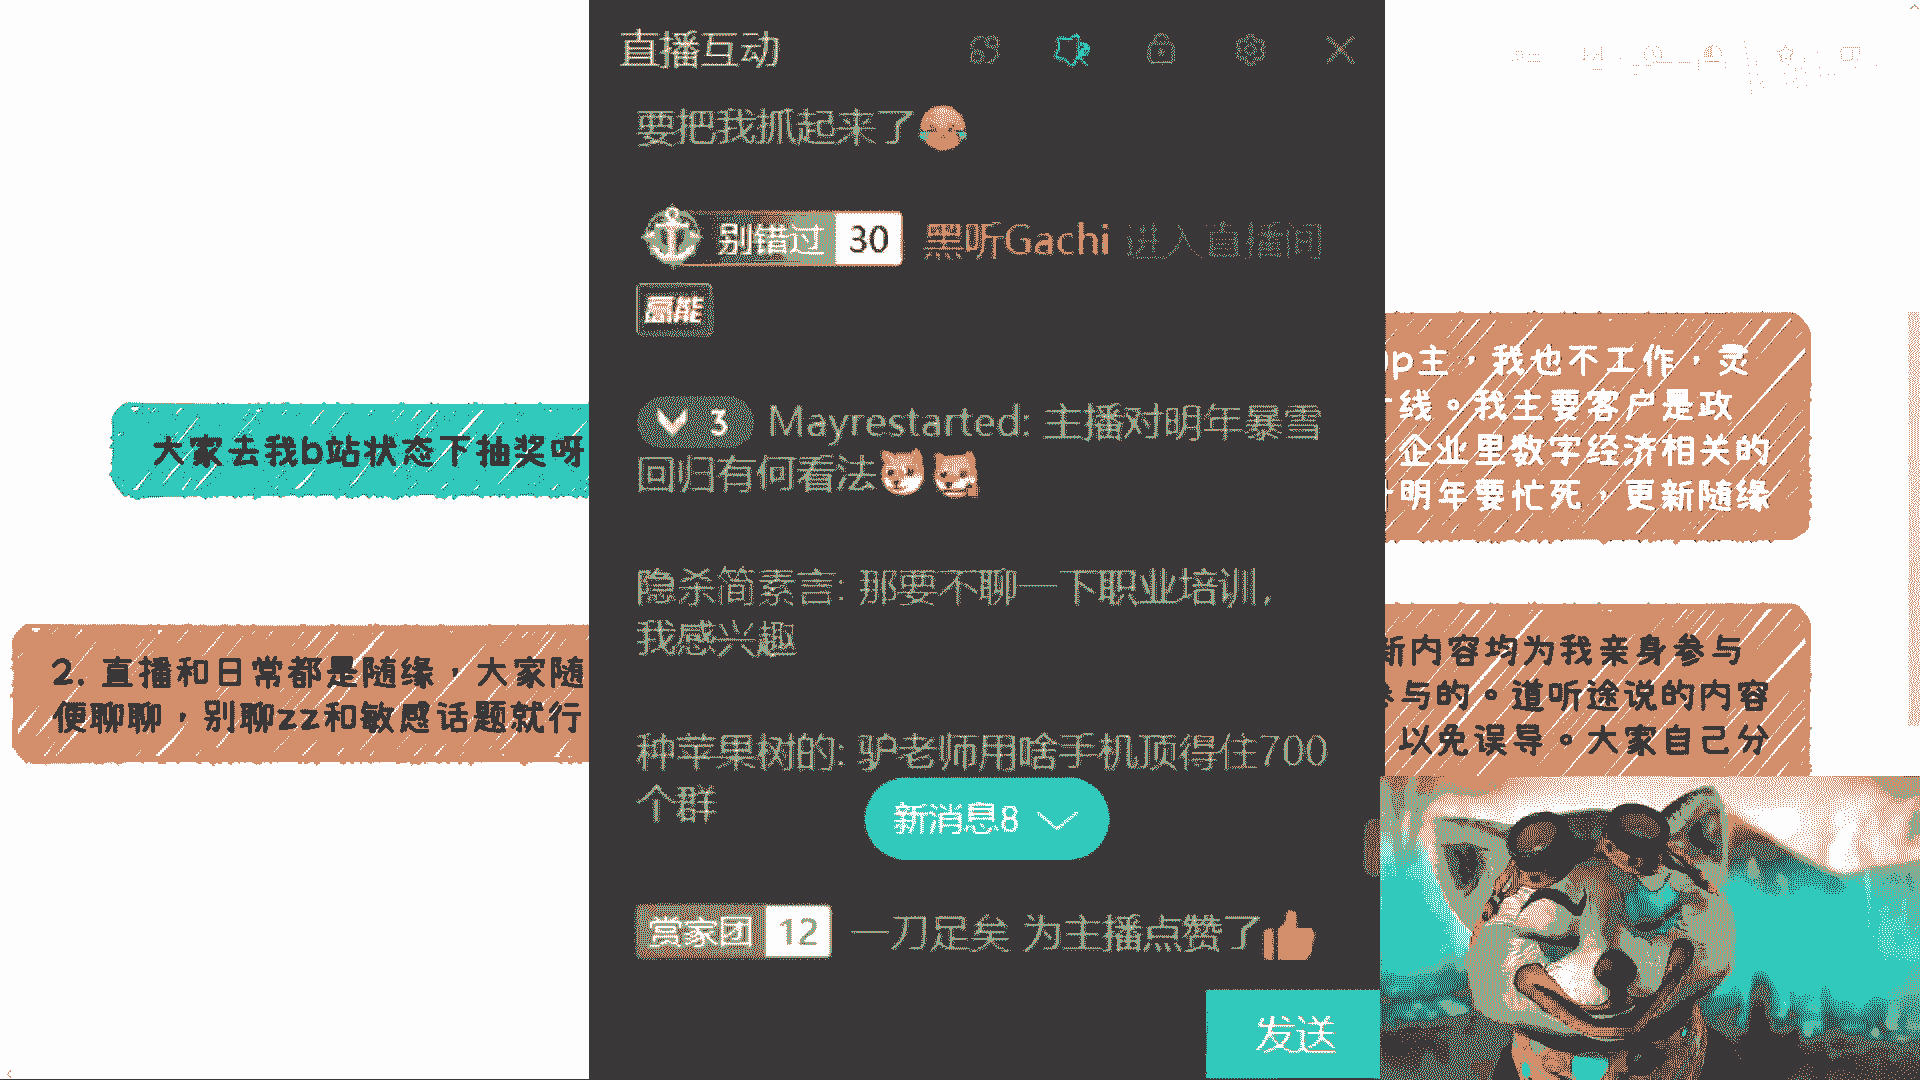 直播互动
要把我抓起来了
别错过 30 黑听Gachi 进入直播间
高能
3 Mayrestarted: 主播对明年暴雪
回归有何看法
隐杀简素言: 那要不聊一下职业培训，
我感兴趣
种苹果树的: 驴老师用啥手机顶得住700
个群
新消息8
赏家团 12 一刀足矣 为主播点赞了
发送
大家去我b站状态下抽奖呀
2. 直播和日常都是随缘，大家随
便聊聊，别聊zz和敏感话题就行
p主，我也不工作，灵
线。我主要客户是政
企业里数字经济相关的
明年要忙死，更新随缘
新内容均为我亲身参与
参与的。道听途说的内容
以免误导。大家自己分